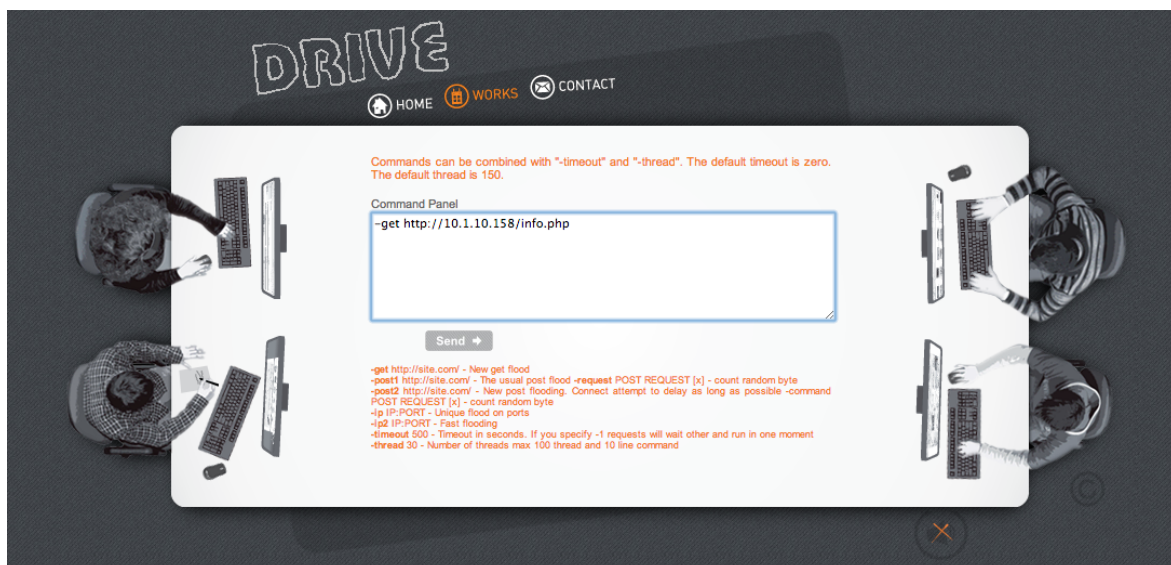 DRIVE
HOME WORKS CONTACT
Commands can be combined with "-timeout" and "-thread". The default timeout is zero.
The default thread is 150.
Command Panel
-get http://10.1.10.158/info.php
Send
-get http://site.com/ - New get flood
-post1 http://site.com/ - The usual post flood -request POST REQUEST [x] - count random byte
-post2 http://site.com/ - New post flooding. Connect attempt to delay as long as possible -command
POST REQUEST [x] - count random byte
-ip IP:PORT - Unique flood on ports
-ip2 IP:PORT - Fast flooding
-timeout 500 - Timeout in seconds. If you specify -1 requests will wait other and run in one moment
-thread 30 - Number of threads max 100 thread and 10 line command
©